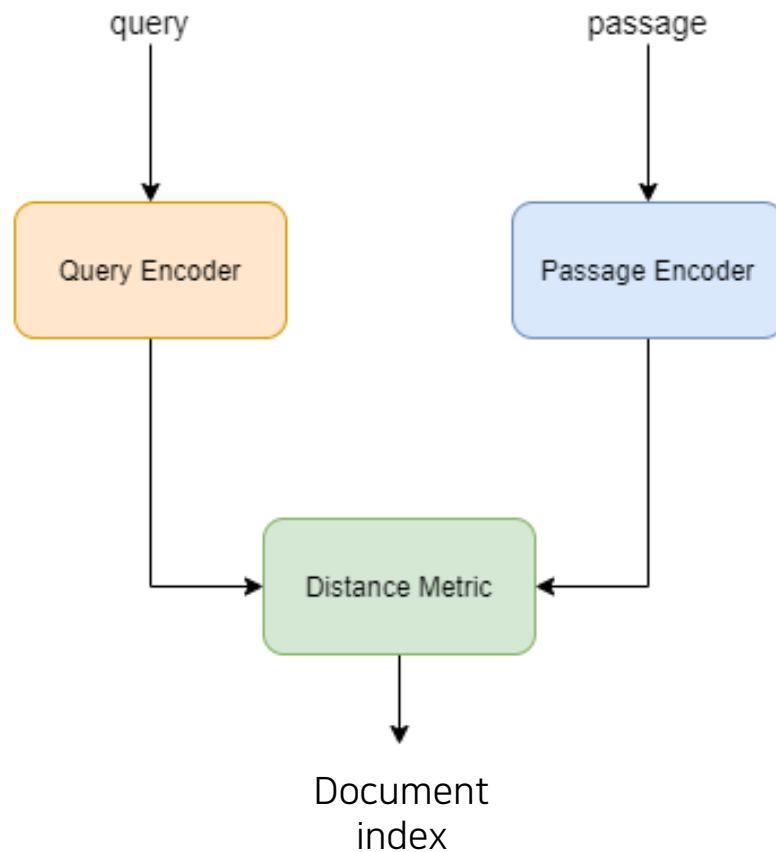 query
passage
Query Encoder
Passage Encoder
Distance Metric
Document
index